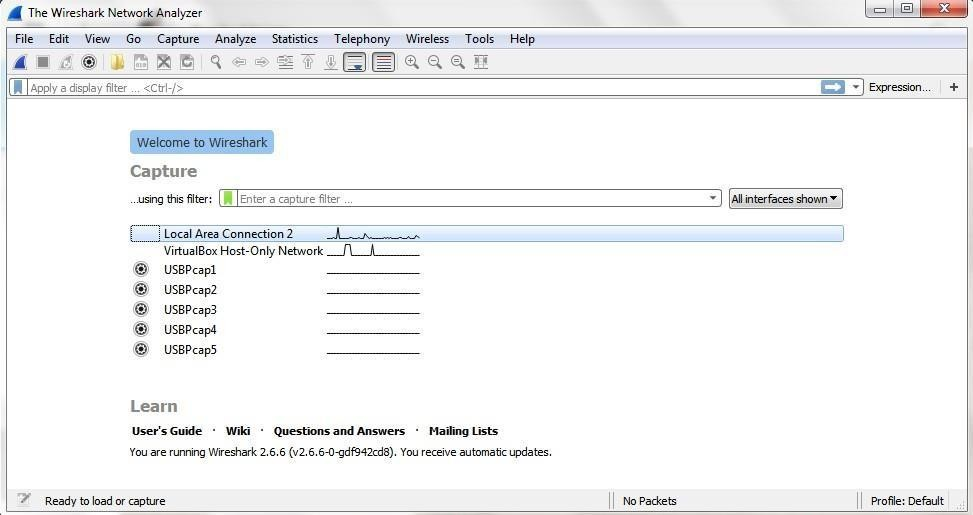 The Wireshark Network Analyzer
File Edit View Go Capture Analyze Statistics Telephony Wireless Tools Help
Apply a display filter ... <Ctrl-/> Expression... +
Welcome to Wireshark
Capture
...using this filter: Enter a capture filter ... All interfaces shown
Local Area Connection 2
VirtualBox Host-Only Network
USBPcap1
USBPcap2
USBPcap3
USBPcap4
USBPcap5
Learn
User's Guide · Wiki · Questions and Answers · Mailing Lists
You are running Wireshark 2.6.6 (v2.6.6-0-gdf942cd8). You receive automatic updates.
Ready to load or capture No Packets Profile: Default